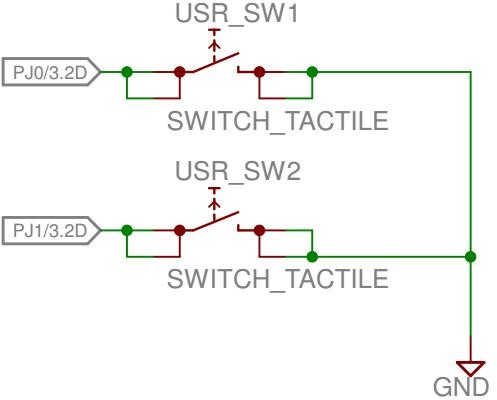 USR_SW1
PJ0/3.2D
SWITCH_TACTILE
USR_SW2
PJ1/3.2D
SWITCH_TACTILE
GND